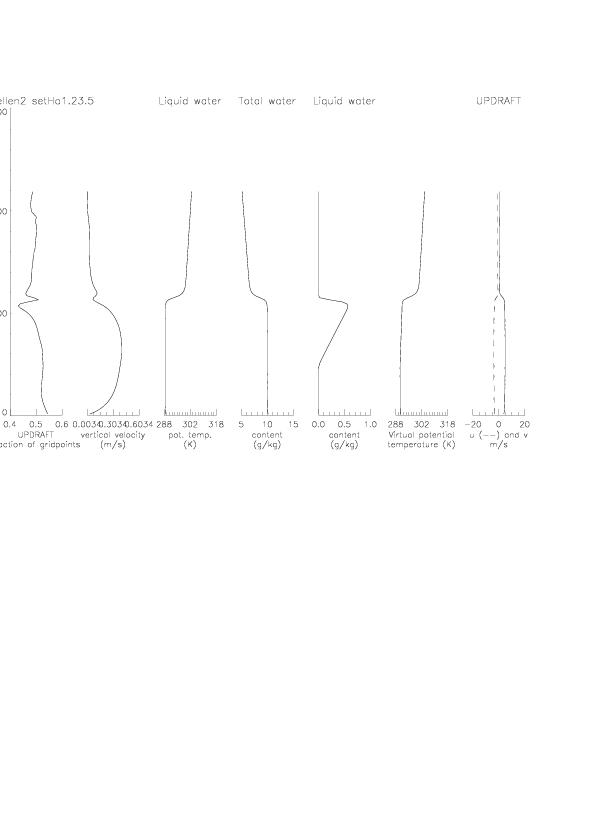 ellen2 setHa1.23.5 Liquid water Total water Liquid water UPDRAFT
00
00
00
0
0.4 0.5 0.6 0.0034 0.3034 0.6034 288 302 318 5 10 15 0.0 0.5 1.0 288 302 318 -20 0 20
UPDRAFT vertical velocity pot. temp. content content Virtual potential u (--) and v
action of gridpoints (m/s) (K) (g/kg) (g/kg) temperature (K) m/s